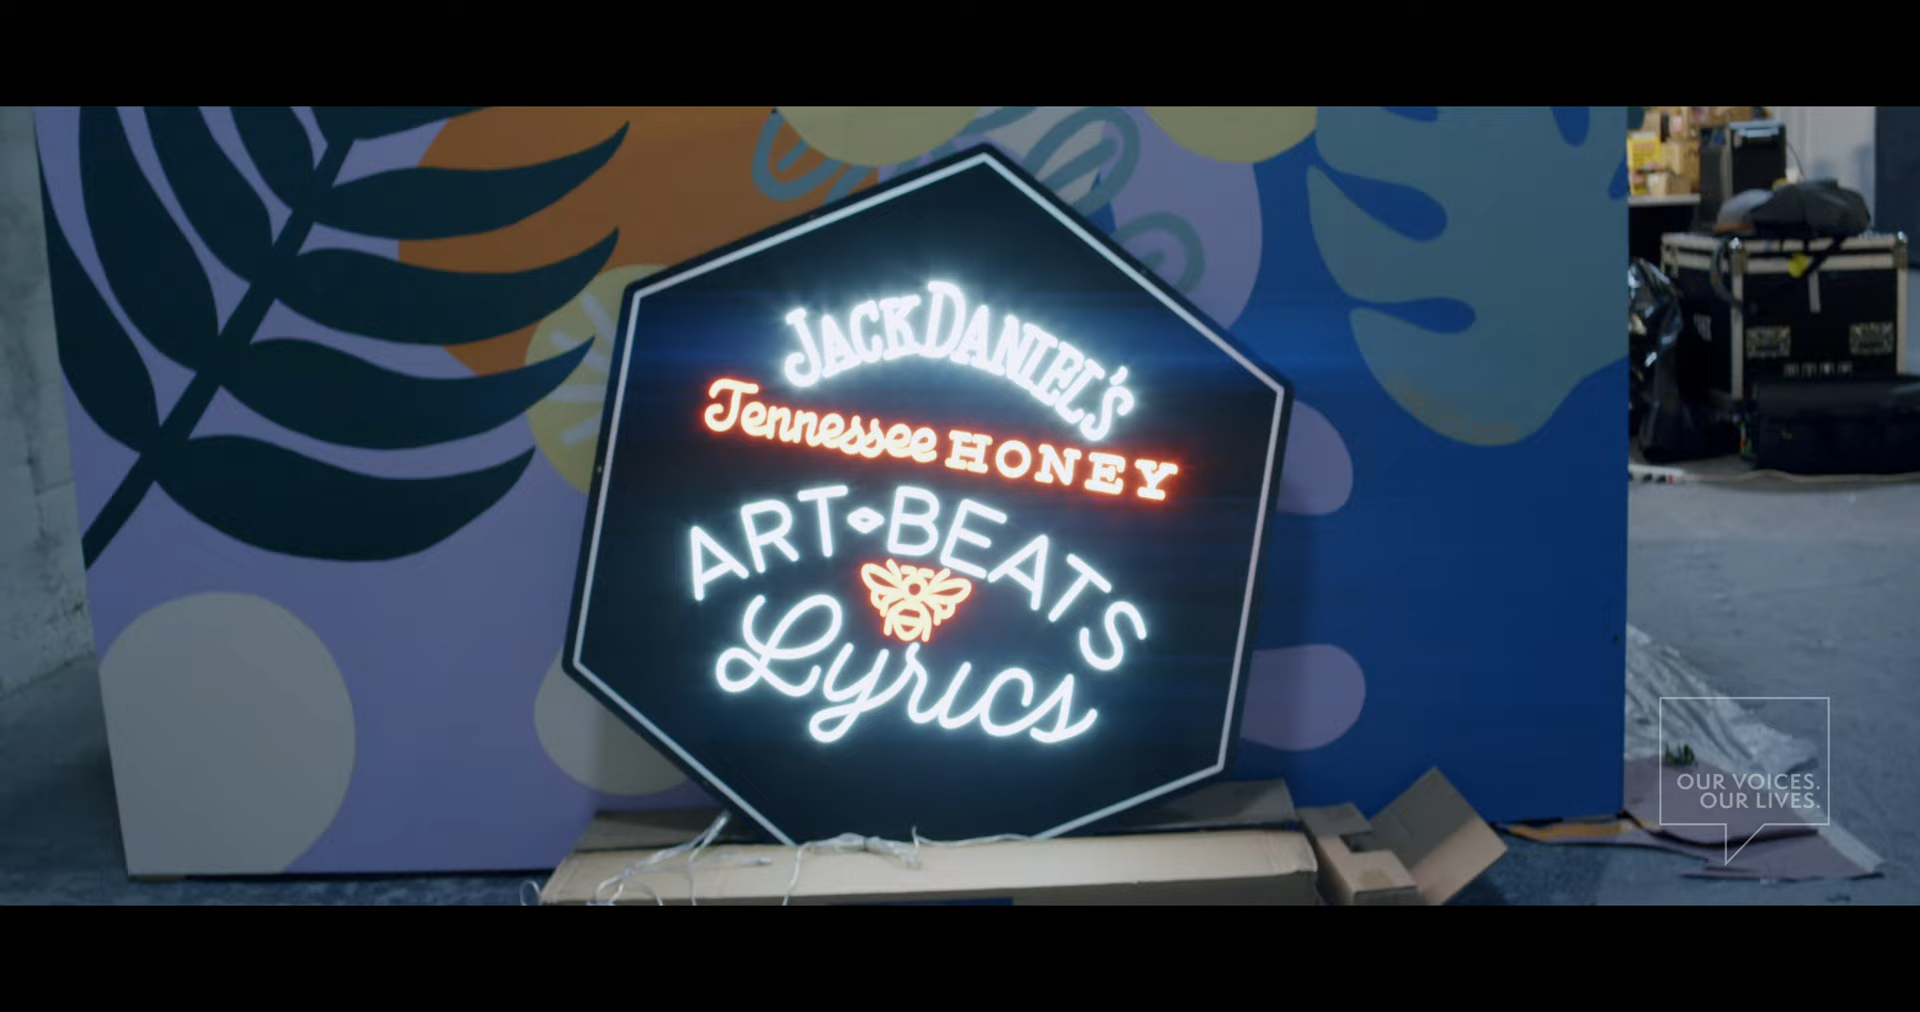 JACK DANIEL'S
Tennessee HONEY
ART BEATS
Lyrics
OUR VOICES.
OUR LIVES.